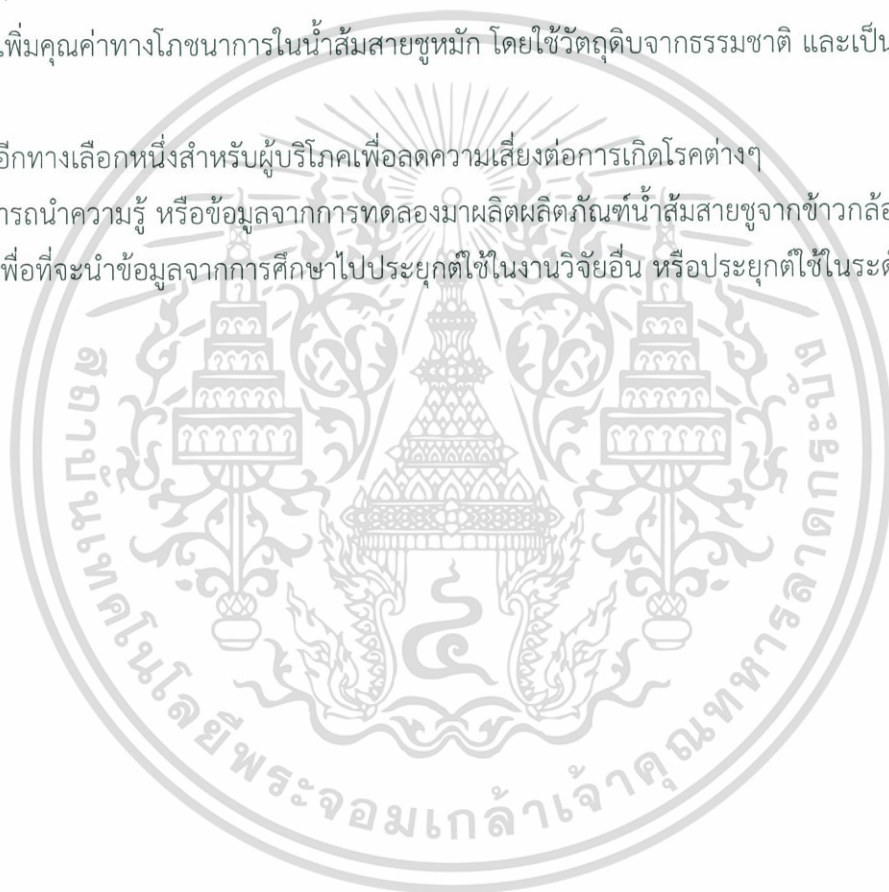 เพิ่มคุณค่าทางโภชนาการในน้ำส้มสายชูหมัก โดยใช้วัตถุดิบจากธรรมชาติ และเป็น
อีกทางเลือกหนึ่งสำหรับผู้บริโภคเพื่อลดความเสี่ยงต่อการเกิดโรคต่างๆ
ารถนำความรู้ หรือข้อมูลจากการทดลองมาผลิตผลิตภัณฑ์น้ำส้มสายชูจากข้าวกล้อ
พื่อที่จะนำข้อมูลจากการศึกษาไปประยุกต์ใช้ในงานวิจัยอื่น หรือประยุกต์ใช้ในระดั
สถาบันเทคโนโลยีพระจอมเกล้าเจ้าคุณทหารลาดกระบัง